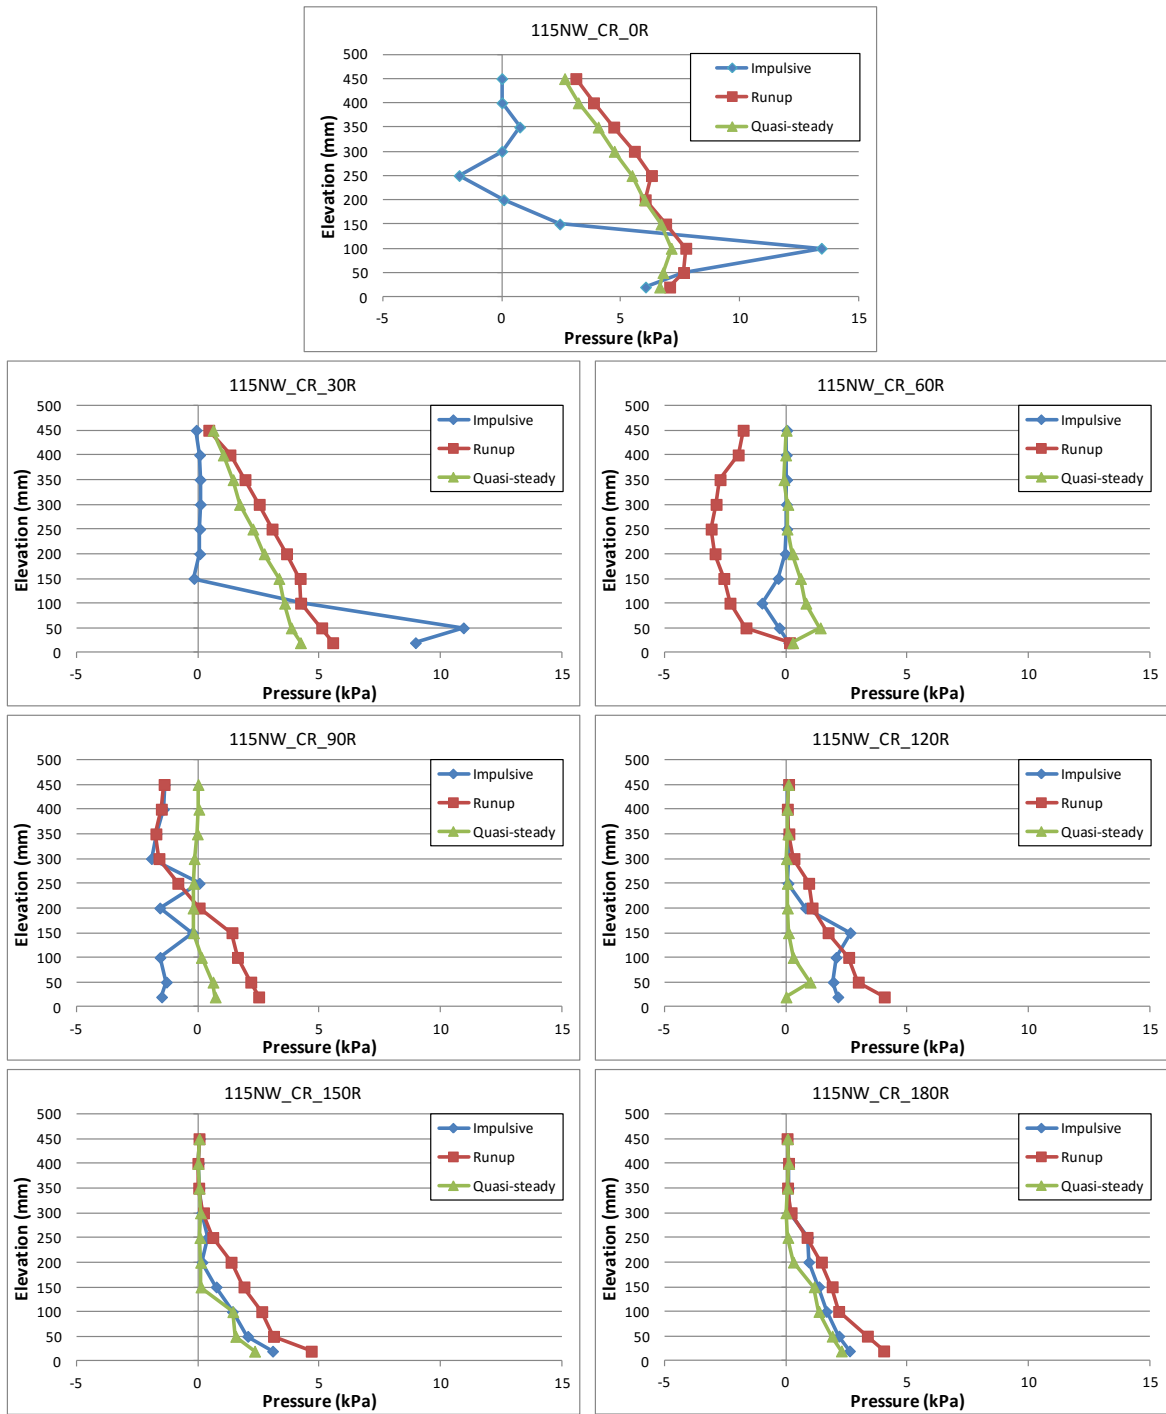 115NW_CR_0R
500
450
400
350
300
250
200
150
100
50
0
Elevation (mm)
Impulsive
Runup
Quasi-steady
-5 0 5 10 15
Pressure (kPa)
115NW_CR_30R
500
450
400
350
300
250
200
150
100
50
0
Elevation (mm)
Impulsive
Runup
Quasi-steady
-5 0 5 10 15
Pressure (kPa)
115NW_CR_60R
500
450
400
350
300
250
200
150
100
50
0
Elevation (mm)
Impulsive
Runup
Quasi-steady
-5 0 5 10 15
Pressure (kPa)
115NW_CR_90R
500
450
400
350
300
250
200
150
100
50
0
Elevation (mm)
Impulsive
Runup
Quasi-steady
-5 0 5 10 15
Pressure (kPa)
115NW_CR_120R
500
450
400
350
300
250
200
150
100
50
0
Elevation (mm)
Impulsive
Runup
Quasi-steady
-5 0 5 10 15
Pressure (kPa)
115NW_CR_150R
500
450
400
350
300
250
200
150
100
50
0
Elevation (mm)
Impulsive
Runup
Quasi-steady
-5 0 5 10 15
Pressure (kPa)
115NW_CR_180R
500
450
400
350
300
250
200
150
100
50
0
Elevation (mm)
Impulsive
Runup
Quasi-steady
-5 0 5 10 15
Pressure (kPa)